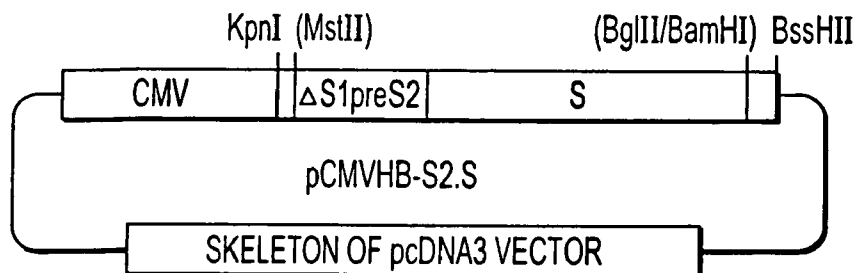 KpnI (MstII) (BglII/BamHI) BssHII
CMV ΔS1preS2 S
pCMVHB-S2.S
SKELETON OF pcDNA3 VECTOR